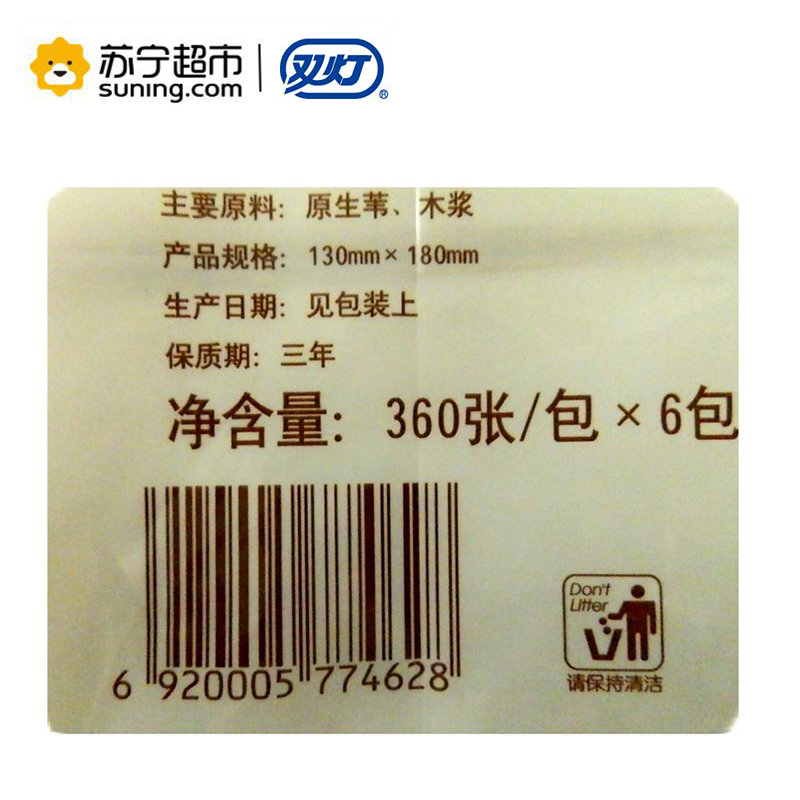 苏宁超市
suning.com
双灯
®
主要原料: 原生苇、木浆
产品规格: 130mm×180mm
生产日期: 见包装上
保质期: 三年
净含量: 360张/包×6包
6 920005 774628
Don't
Litter
请保持清洁